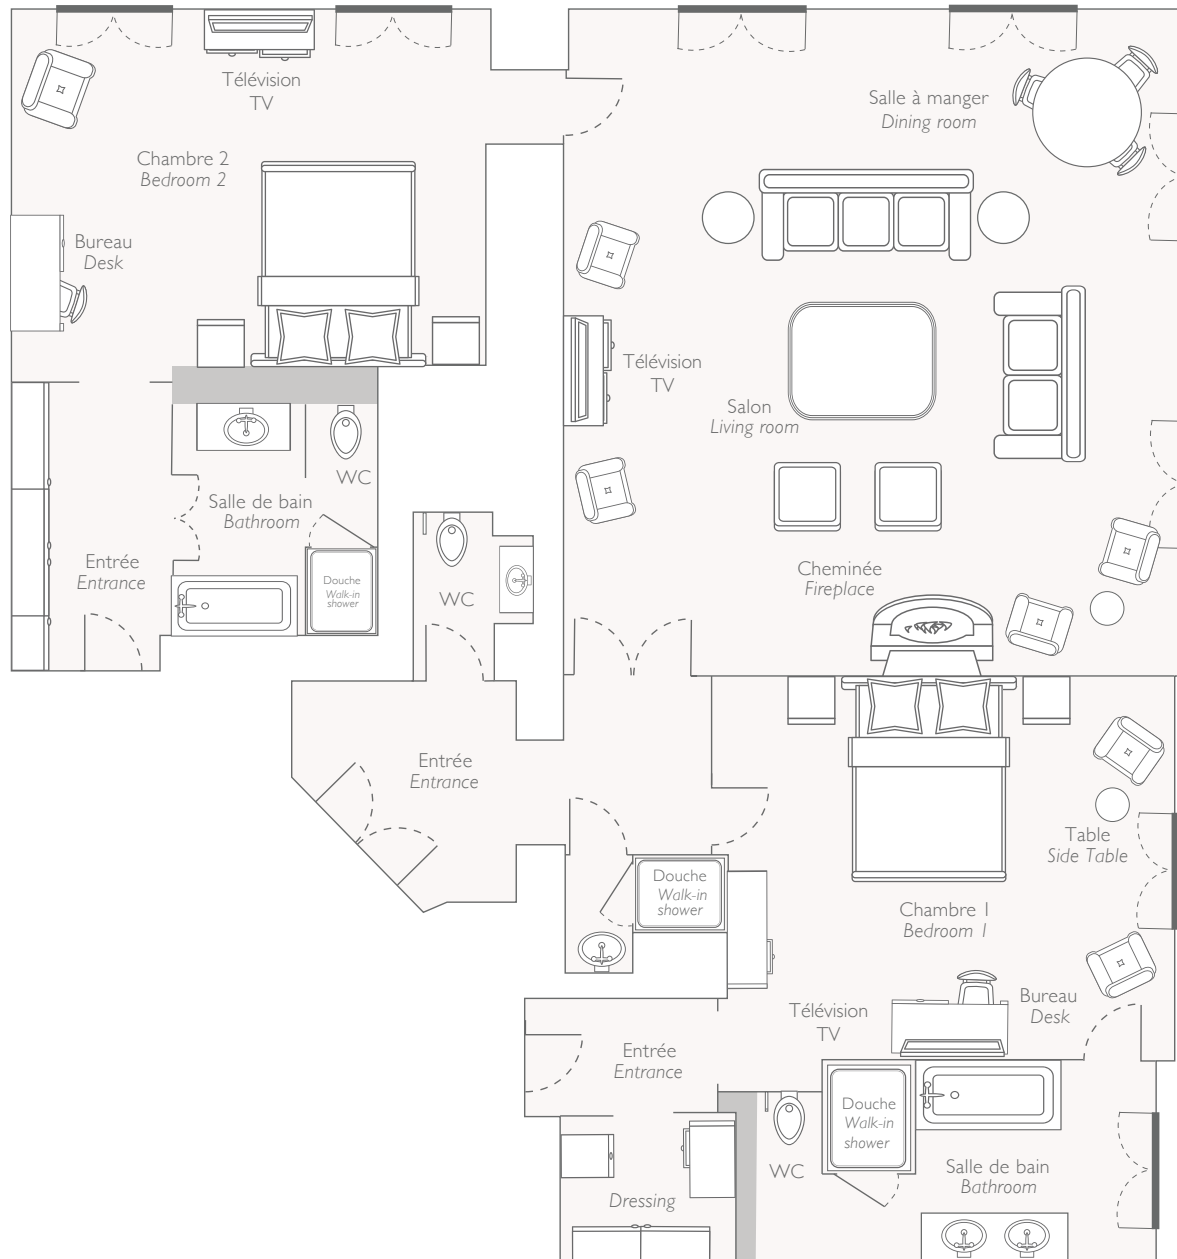 Télévision
TV
Salle à manger
Dining room
Chambre 2
Bedroom 2
Bureau
Desk
Télévision
TV
Salon
Living room
WC
Salle de bain
Bathroom
Entrée
Entrance
Douche
Walk-in
shower
WC
Cheminée
Fireplace
Entrée
Entrance
Table
Side Table
Douche
Walk-in
shower
Chambre 1
Bedroom 1
Bureau
Desk
Télévision
TV
Entrée
Entrance
Douche
Walk-in
shower
WC
Salle de bain
Bathroom
Dressing